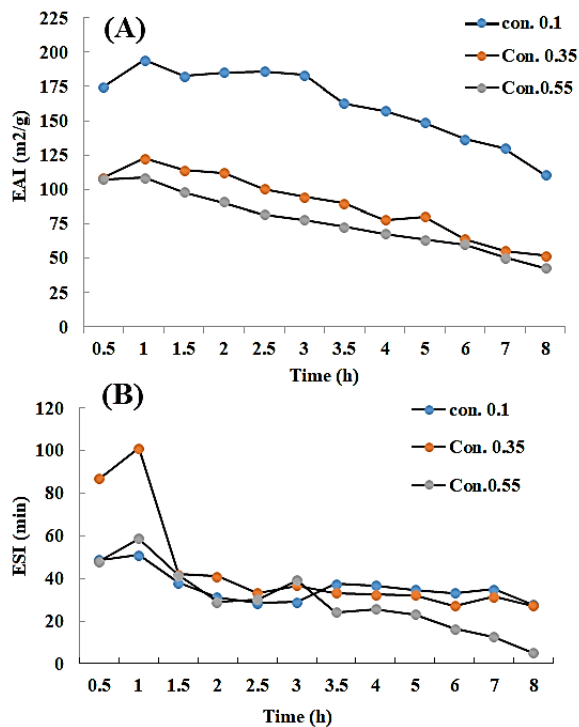 (A)
con. 0.1
Con. 0.35
Con.0.55
EAI (m2/g)
225
200
175
150
125
100
75
50
25
0
0.5 1 1.5 2 2.5 3 3.5 4 5 6 7 8
Time (h)
(B)
con. 0.1
Con. 0.35
Con.0.55
ESI (min)
120
100
80
60
40
20
0
0.5 1 1.5 2 2.5 3 3.5 4 5 6 7 8
Time (h)